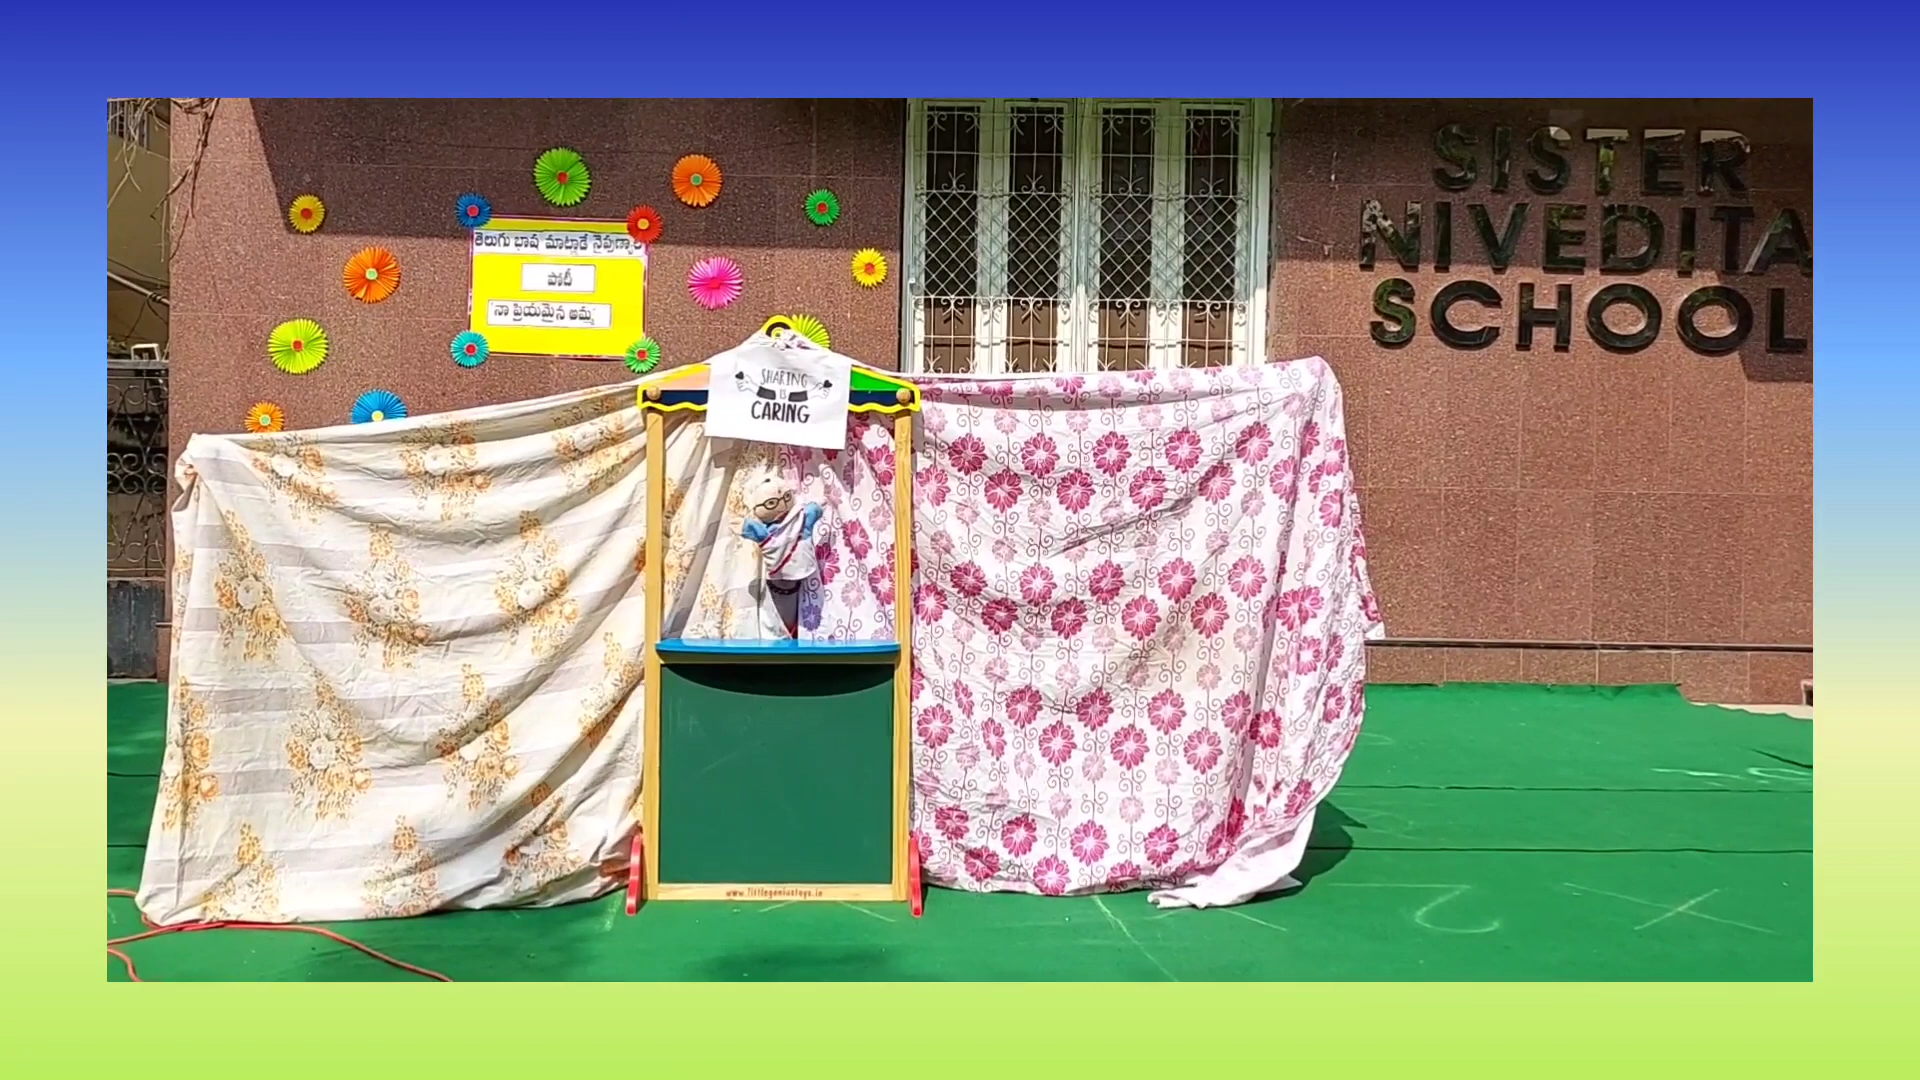 SISTER
NIVEDITA
SCHOOL
తెలుగు భాష మాట్లాడే నైపుణ్యాల
పోటీ
'నా ప్రియమైన అమ్మ'
SHARING
IS
CARING
www.littlegeniustoys.in